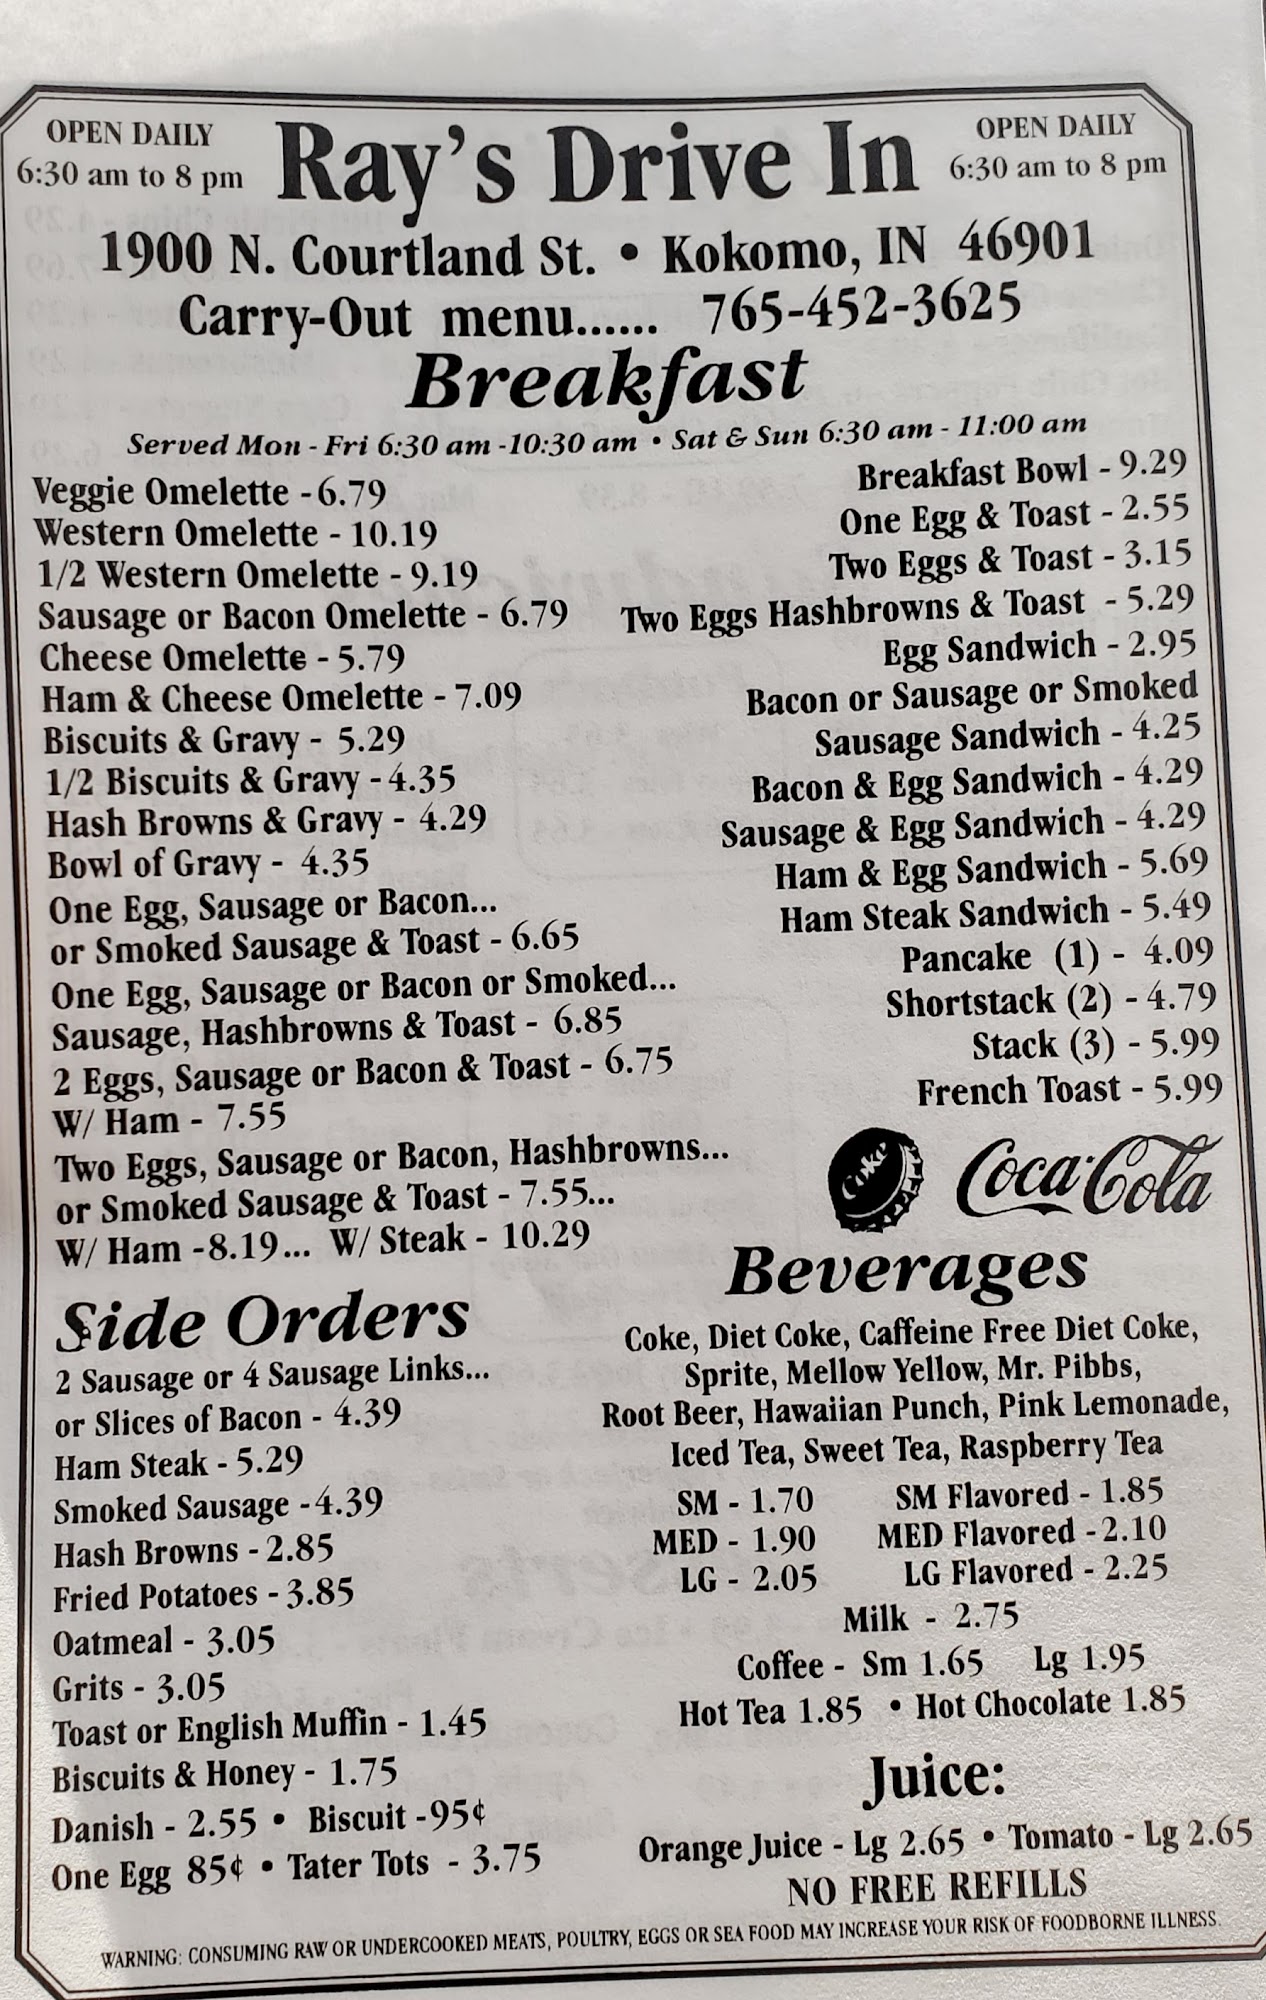 OPEN DAILY
6:30 am to 8 pm
Ray's Drive In
OPEN DAILY
6:30 am to 8 pm
1900 N. Courtland St. • Kokomo, IN 46901
Carry-Out menu...... 765-452-3625
Breakfast
Served Mon - Fri 6:30 am -10:30 am • Sat & Sun 6:30 am - 11:00 am
Veggie Omelette - 6.79
Western Omelette - 10.19
1/2 Western Omelette - 9.19
Sausage or Bacon Omelette - 6.79
Cheese Omelette - 5.79
Ham & Cheese Omelette - 7.09
Biscuits & Gravy - 5.29
1/2 Biscuits & Gravy - 4.35
Hash Browns & Gravy - 4.29
Bowl of Gravy - 4.35
One Egg, Sausage or Bacon...
or Smoked Sausage & Toast - 6.65
One Egg, Sausage or Bacon or Smoked...
Sausage, Hashbrowns & Toast - 6.85
2 Eggs, Sausage or Bacon & Toast - 6.75
W/ Ham - 7.55
Two Eggs, Sausage or Bacon, Hashbrowns...
or Smoked Sausage & Toast - 7.55...
W/ Ham -8.19... W/ Steak - 10.29
Breakfast Bowl - 9.29
One Egg & Toast - 2.55
Two Eggs & Toast - 3.15
Two Eggs Hashbrowns & Toast - 5.29
Egg Sandwich - 2.95
Bacon or Sausage or Smoked
Sausage Sandwich - 4.25
Bacon & Egg Sandwich - 4.29
Sausage & Egg Sandwich - 4.29
Ham & Egg Sandwich - 5.69
Ham Steak Sandwich - 5.49
Pancake (1) - 4.09
Shortstack (2) - 4.79
Stack (3) - 5.99
French Toast - 5.99
Side Orders
2 Sausage or 4 Sausage Links...
or Slices of Bacon - 4.39
Ham Steak - 5.29
Smoked Sausage - 4.39
Hash Browns - 2.85
Fried Potatoes - 3.85
Oatmeal - 3.05
Grits - 3.05
Toast or English Muffin - 1.45
Biscuits & Honey - 1.75
Danish - 2.55 • Biscuit -95¢
One Egg 85¢ • Tater Tots - 3.75
Coke Coca-Cola
Beverages
Coke, Diet Coke, Caffeine Free Diet Coke,
Sprite, Mellow Yellow, Mr. Pibbs,
Root Beer, Hawaiian Punch, Pink Lemonade,
Iced Tea, Sweet Tea, Raspberry Tea
SM - 1.70 SM Flavored - 1.85
MED - 1.90 MED Flavored - 2.10
LG - 2.05 LG Flavored - 2.25
Milk - 2.75
Coffee - Sm 1.65 Lg 1.95
Hot Tea 1.85 • Hot Chocolate 1.85
Juice:
Orange Juice - Lg 2.65 • Tomato - Lg 2.65
NO FREE REFILLS
WARNING: CONSUMING RAW OR UNDERCOOKED MEATS, POULTRY, EGGS OR SEA FOOD MAY INCREASE YOUR RISK OF FOODBORNE ILLNESS.